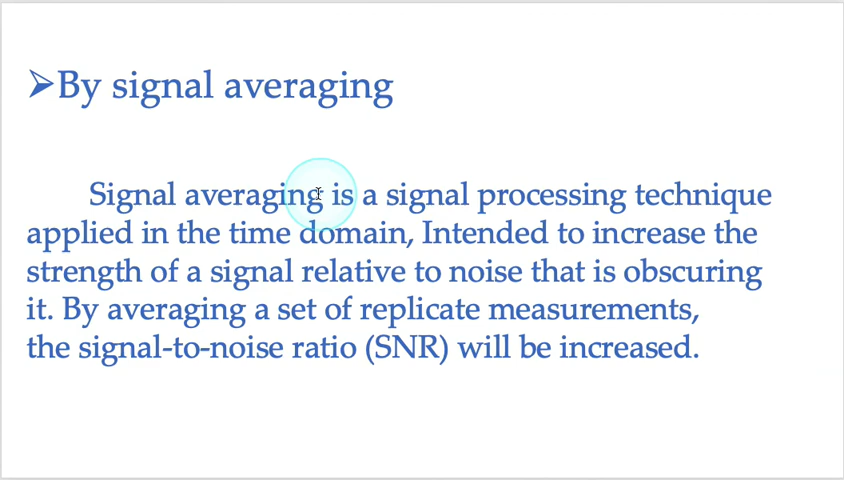 ➢By signal averaging
Signal averaging is a signal processing technique
applied in the time domain, Intended to increase the
strength of a signal relative to noise that is obscuring
it. By averaging a set of replicate measurements,
the signal-to-noise ratio (SNR) will be increased.